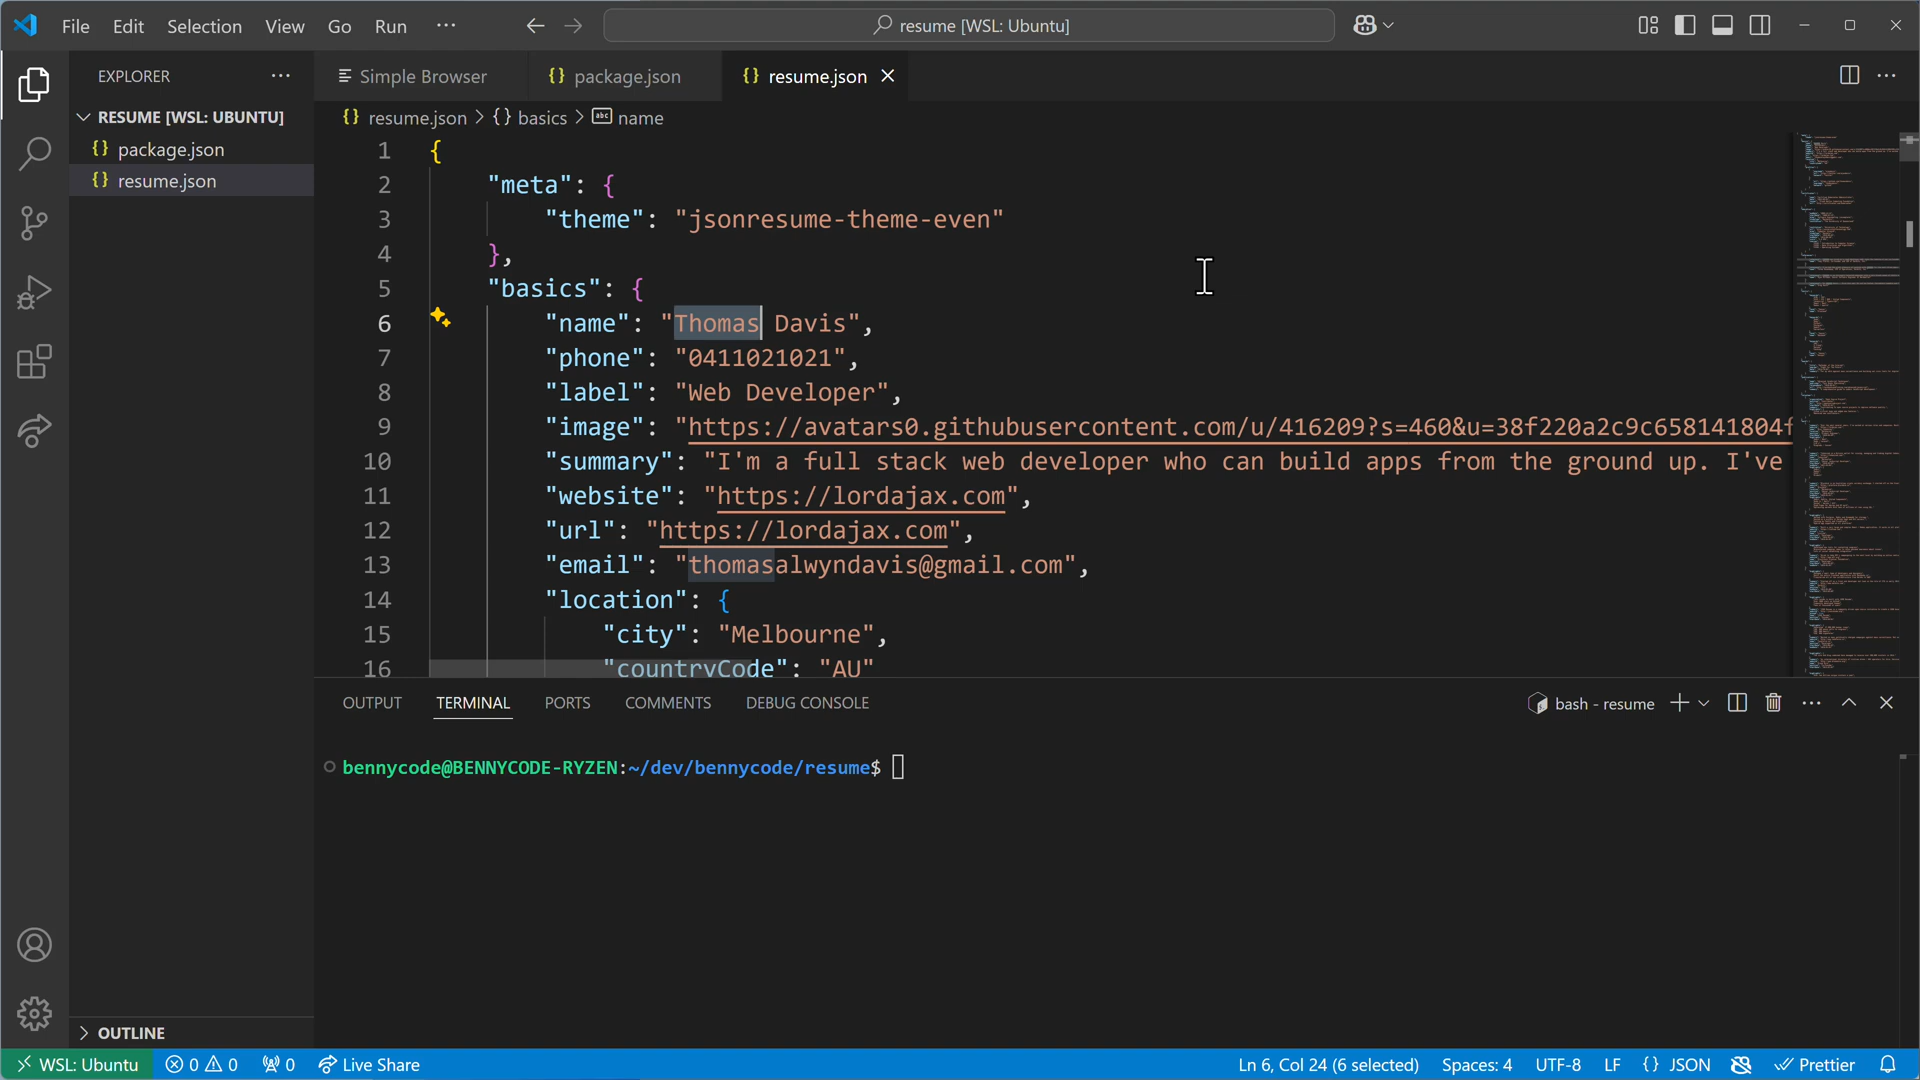 File Edit Selection View Go Run ···
resume [WSL: Ubuntu]
EXPLORER ···
RESUME [WSL: UBUNTU]
{} package.json
{} resume.json
OUTLINE
Simple Browser
{} package.json
{} resume.json
{} resume.json > {} basics > abc name
1 {
2 "meta": {
3 "theme": "jsonresume-theme-even"
4 },
5 "basics": {
6 "name": "Thomas Davis",
7 "phone": "0411021021",
8 "label": "Web Developer",
9 "image": "https://avatars0.githubusercontent.com/u/416209?s=460&u=38f220a2c9c658141804f
10 "summary": "I'm a full stack web developer who can build apps from the ground up. I've
11 "website": "https://lordajax.com",
12 "url": "https://lordajax.com",
13 "email": "thomasalwyndavis@gmail.com",
14 "location": {
15 "city": "Melbourne",
16 "countryCode": "AU"
OUTPUT TERMINAL PORTS COMMENTS DEBUG CONSOLE
bash - resume
bennycode@BENNYCODE-RYZEN:~/dev/bennycode/resume$
WSL: Ubuntu 0 0 0 Live Share
Ln 6, Col 24 (6 selected) Spaces: 4 UTF-8 LF {} JSON Prettier